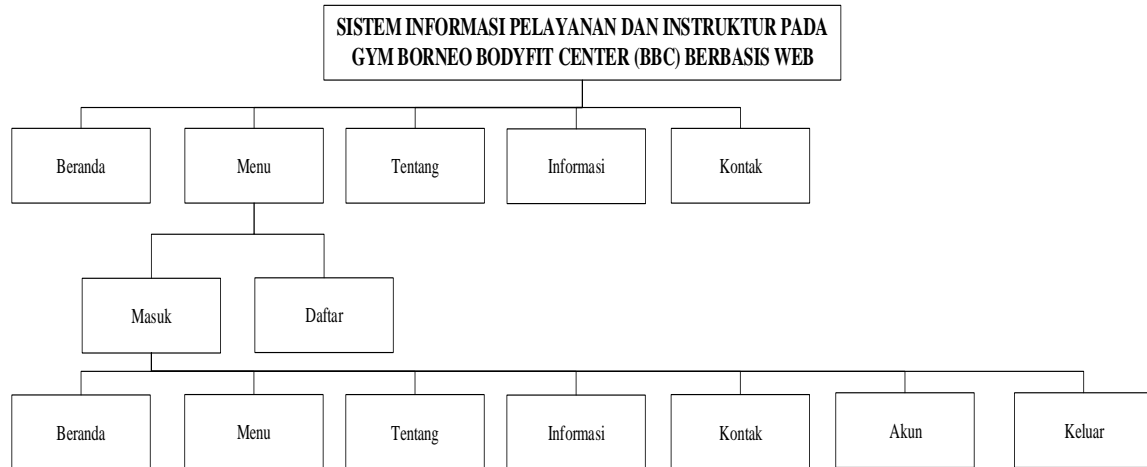 SISTEM INFORMASI PELAYANAN DAN INSTRUKTUR PADA
GYM BORNEO BODYFIT CENTER (BBC) BERBASIS WEB
Beranda
Menu
Tentang
Informasi
Kontak
Masuk
Daftar
Beranda
Menu
Tentang
Informasi
Kontak
Akun
Keluar